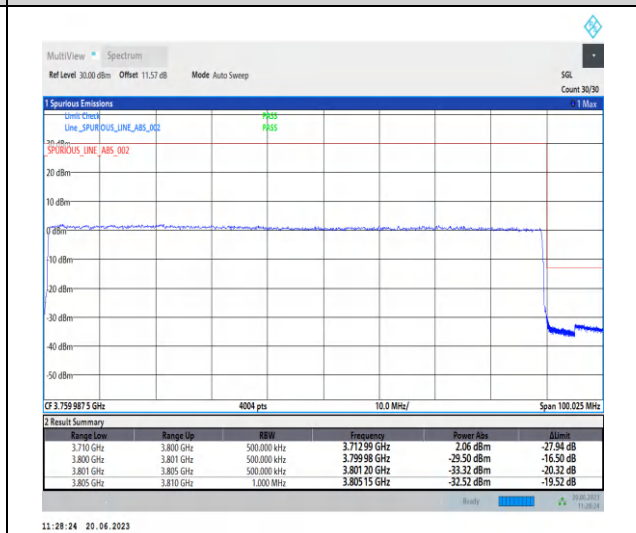 MultiView Spectrum
Ref Level 30.00 dBm Offset 11.57 dB Mode Auto Sweep SGL
Count 30/30
1 Spurious Emissions 1 Max
Limit Check PASS
Line _SPURIOUS_LINE_ABS_002 PASS
_SPURIOUS_LINE_ABS_002
20 dBm
10 dBm
0 dBm
-10 dBm
-20 dBm
-30 dBm
-40 dBm
-50 dBm
CF 3.759 987 5 GHz 4004 pts 10.0 MHz/ Span 100.025 MHz
2 Result Summary
Range Low Range Up RBW Frequency Power Abs ΔLimit
3.710 GHz 3.800 GHz 500.000 kHz 3.712 99 GHz 2.06 dBm -27.94 dB
3.800 GHz 3.801 GHz 500.000 kHz 3.799 98 GHz -29.50 dBm -16.50 dB
3.801 GHz 3.805 GHz 500.000 kHz 3.801 20 GHz -33.32 dBm -20.32 dB
3.805 GHz 3.810 GHz 1.000 MHz 3.805 15 GHz -32.52 dBm -19.52 dB
Ready 20.06.2023
11:28:24
11:28:24 20.06.2023